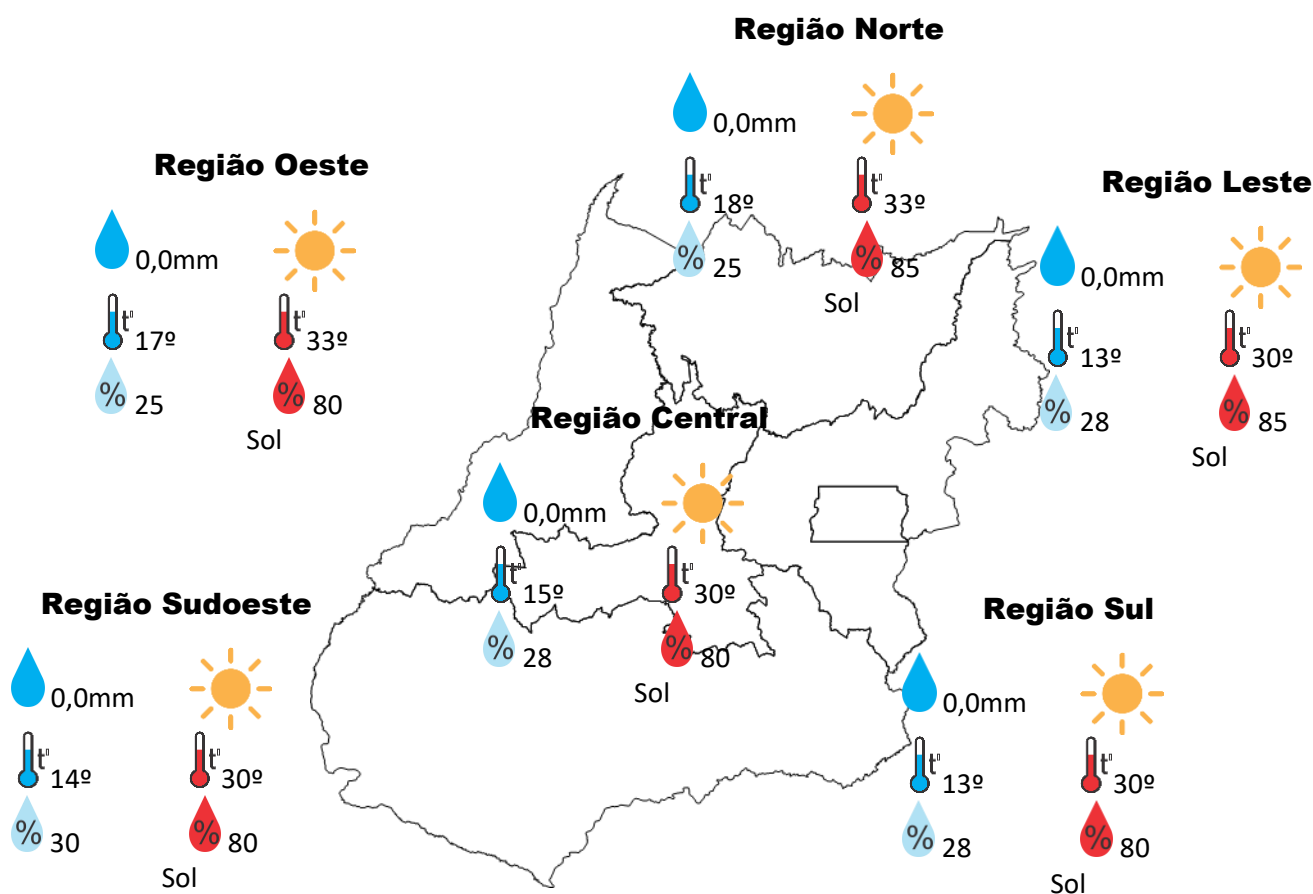 Região Norte
0,0mm
t°
18º
t°
33º
%
25
%
85
Sol
Região Oeste
0,0mm
t°
17º
t°
33º
%
25
%
80
Sol
Região Leste
0,0mm
t°
13º
t°
30º
%
28
%
85
Sol
Região Central
0,0mm
t°
15º
t°
30º
%
28
%
80
Sol
Região Sudoeste
0,0mm
t°
14º
t°
30º
%
30
%
80
Sol
Região Sul
0,0mm
t°
13º
t°
30º
%
28
%
80
Sol